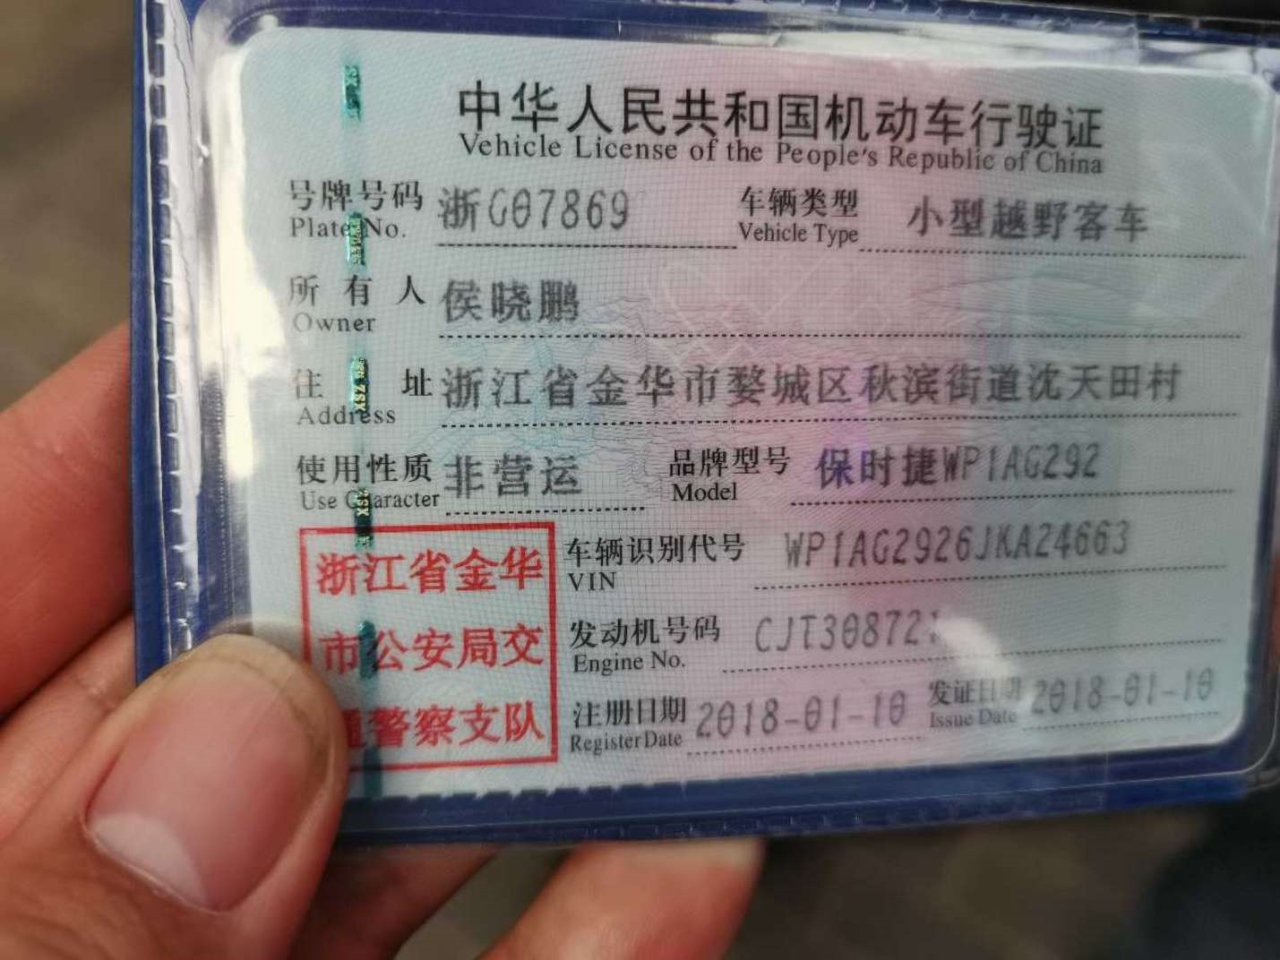 中华人民共和国机动车行驶证
Vehicle License of the People's Republic of China
号牌号码 浙G07869 车辆类型 小型越野客车
Plate No. Vehicle Type
所有人 侯晓鹏
Owner
住址 浙江省金华市婺城区秋滨街道沈天田村
Address
使用性质 非营运 品牌型号 保时捷WP1AG292
Use Character Model
浙江省金华 车辆识别代号 WP1AG2926JKA24663
VIN
市公安局交 发动机号码 CJT308721
Engine No.
通警察支队 注册日期 2018-01-10 发证日期 2018-01-10
Register Date Issue Date